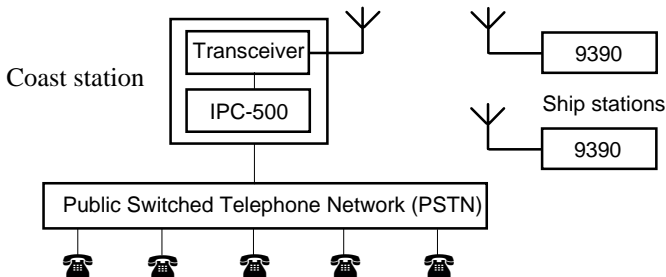 Transceiver
9390
Coast station
IPC-500
Ship stations
9390
Public Switched Telephone Network (PSTN)